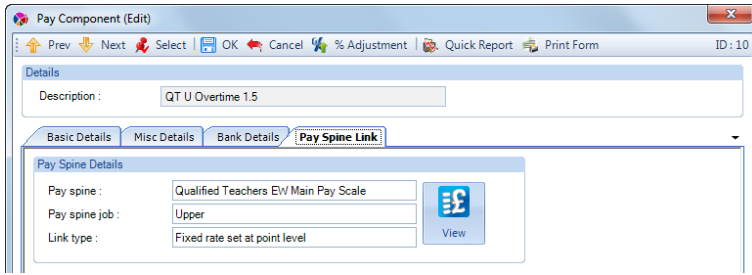 Pay Component (Edit)
Prev Next Select OK Cancel % Adjustment Quick Report Print Form ID : 10
Details
Description : QT U Overtime 1.5
Basic Details Misc Details Bank Details Pay Spine Link
Pay Spine Details
Pay spine : Qualified Teachers EW Main Pay Scale
Pay spine job : Upper
Link type : Fixed rate set at point level
View